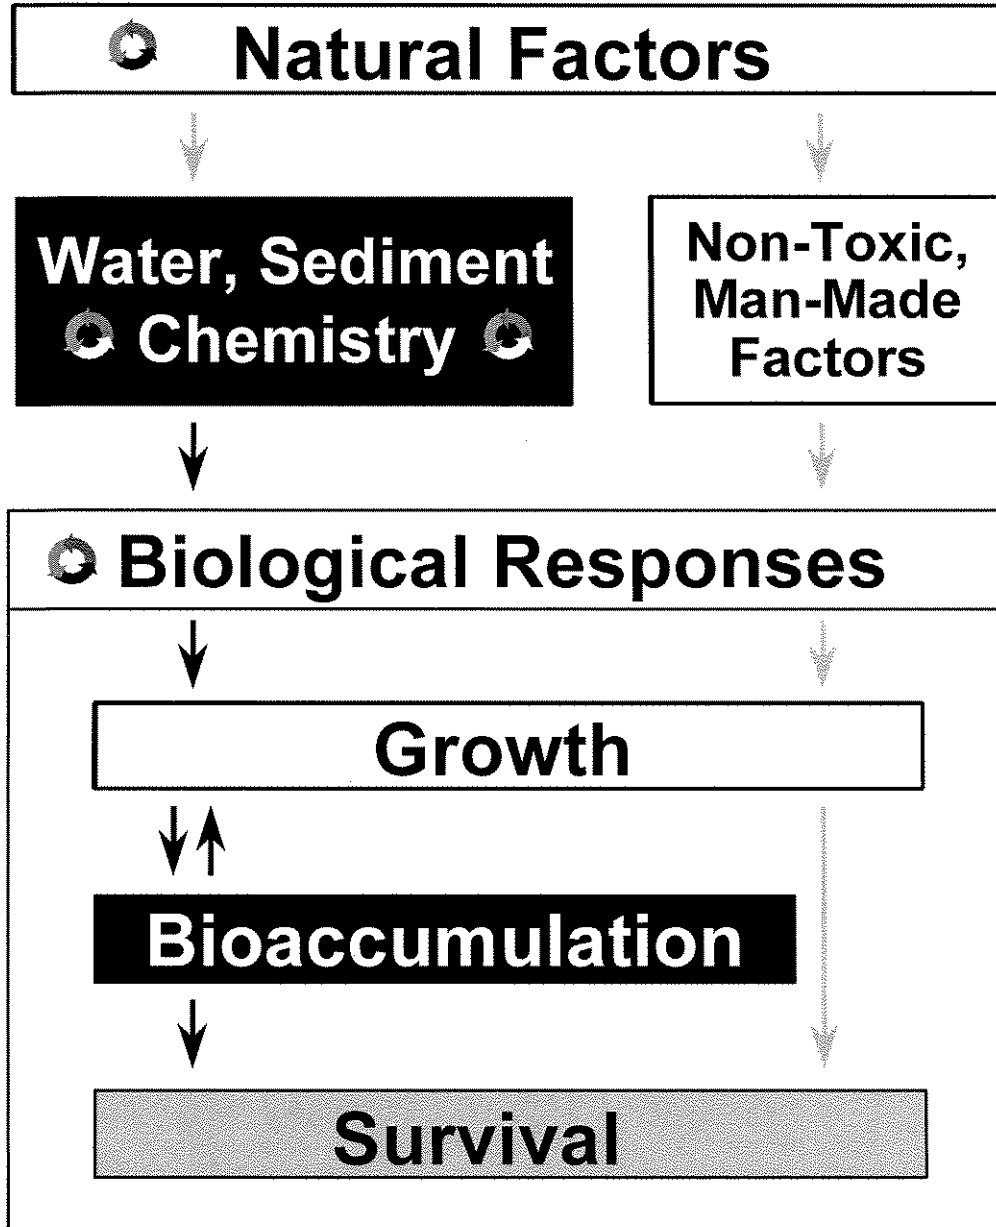 Natural Factors
Water, Sediment
Chemistry
Non-Toxic,
Man-Made
Factors
Biological Responses
Growth
Bioaccumulation
Survival